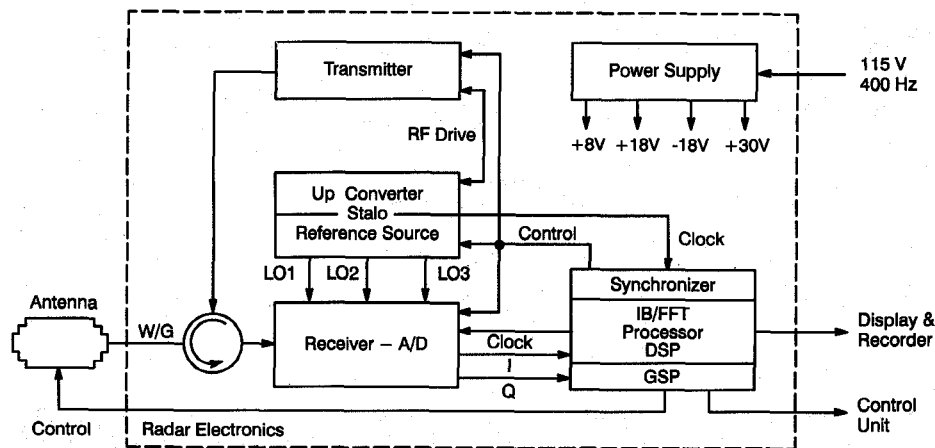 Transmitter
Power Supply
115 V
400 Hz
RF Drive
+8V
+18V
-18V
+30V
Up Converter
Stalo
Reference Source
Control
Clock
LO1
LO2
LO3
Synchronizer
Antenna
W/G
Receiver – A/D
Clock
I
Q
IB/FFT
Processor
DSP
GSP
Display &
Recorder
Control
Radar Electronics
Control
Unit